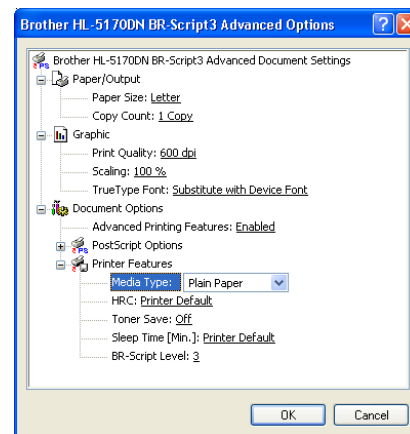 Brother HL-5170DN BR-Script3 Advanced Options
Brother HL-5170DN BR-Script3 Advanced Document Settings
Paper/Output
Paper Size: Letter
Copy Count: 1 Copy
Graphic
Print Quality: 600 dpi
Scaling: 100 %
TrueType Font: Substitute with Device Font
Document Options
Advanced Printing Features: Enabled
PostScript Options
Printer Features
Media Type: Plain Paper
HRC: Printer Default
Toner Save: Off
Sleep Time [Min.]: Printer Default
BR-Script Level: 3
OK Cancel